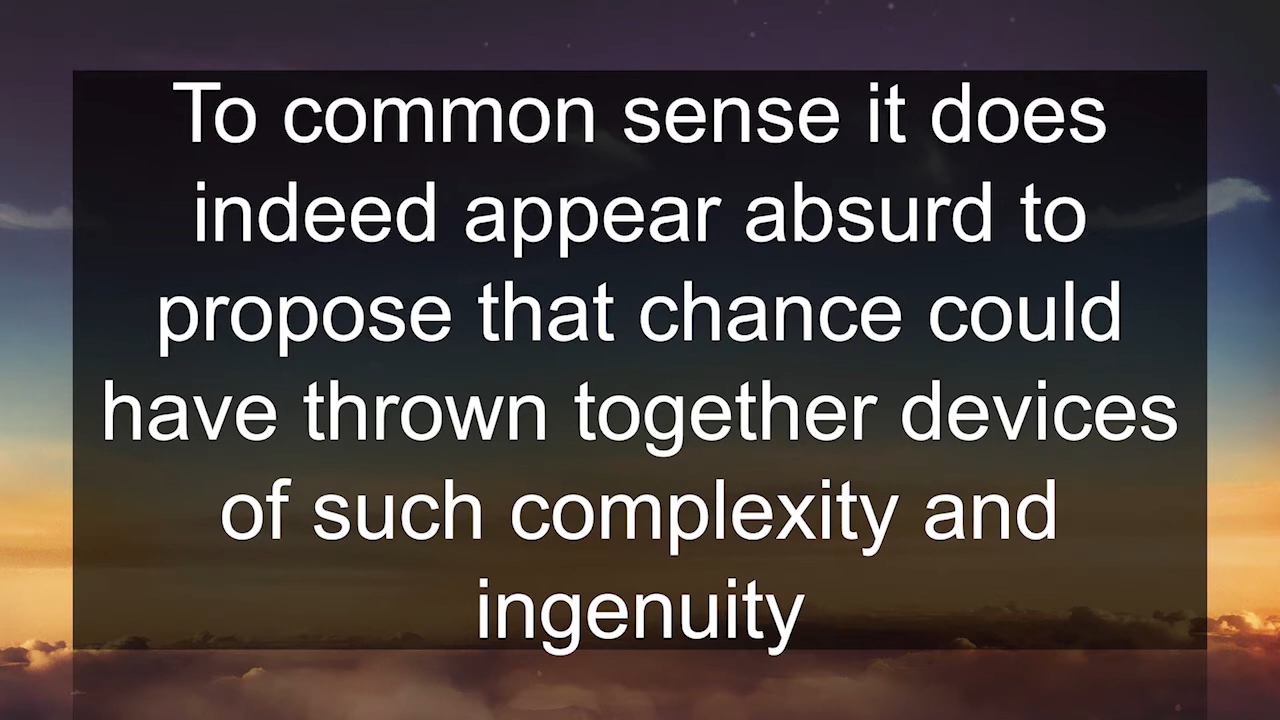 To common sense it does
indeed appear absurd to
propose that chance could
have thrown together devices
of such complexity and
ingenuity